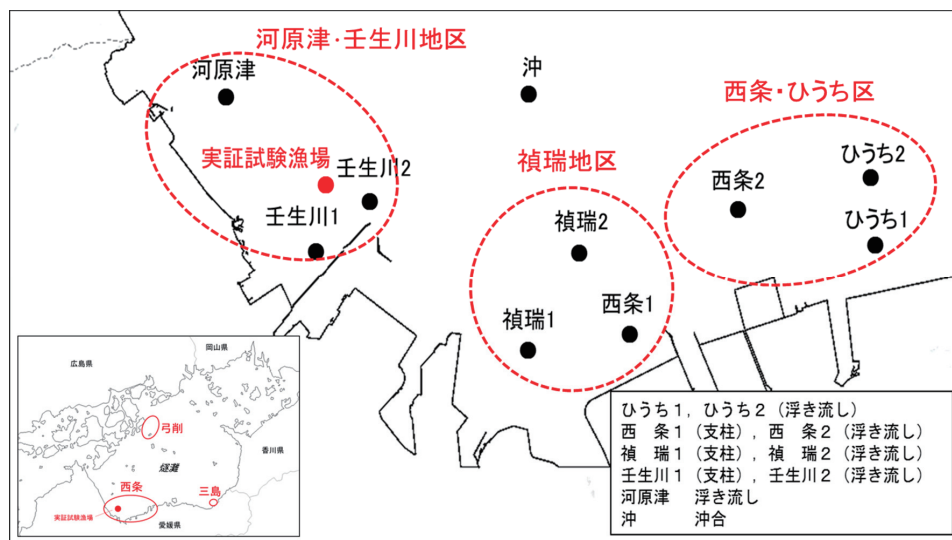 河原津・壬生川地区
河原津
沖
西条・ひうち区
実証試験漁場
壬生川2
壬生川1
禎瑞地区
禎瑞2
禎瑞1
西条1
西条2
ひうち2
ひうち1
岡山県
広島県
弓削
香川県
燧灘
西条
三島
実証試験漁場
愛媛県
ひうち1，ひうち2（浮き流し）
西　条1（支柱），西　条2（浮き流し）
禎　瑞1（支柱），禎　瑞2（浮き流し）
壬生川1（支柱），壬生川2（浮き流し）
河原津　　浮き流し
沖　　　　沖合